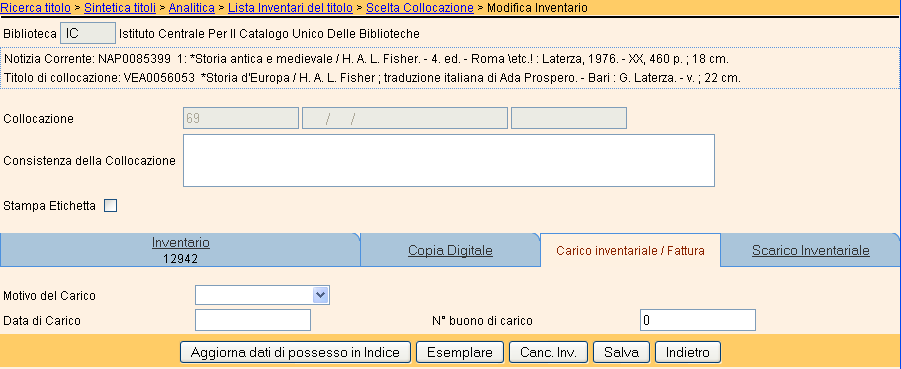 Ricerca titolo > Sintetica titoli > Analitica > Lista Inventari del titolo > Scelta Collocazione > Modifica Inventario
Biblioteca IC Istituto Centrale Per Il Catalogo Unico Delle Biblioteche
Notizia Corrente: NAP0085399 1: *Storia antica e medievale / H. A. L. Fisher. - 4. ed. - Roma \etc.! : Laterza, 1976. - XX, 460 p. ; 18 cm.
Titolo di collocazione: VEA0056053 *Storia d'Europa / H. A. L. Fisher ; traduzione italiana di Ada Prospero. - Bari : G. Laterza. - v. ; 22 cm.
Collocazione 69 / /
Consistenza della Collocazione
Stampa Etichetta
Inventario Copia Digitale Carico inventariale / Fattura Scarico Inventariale
12942
Motivo del Carico
Data di Carico N° buono di carico 0
Aggiorna dati di possesso in Indice Esemplare Canc. Inv. Salva Indietro